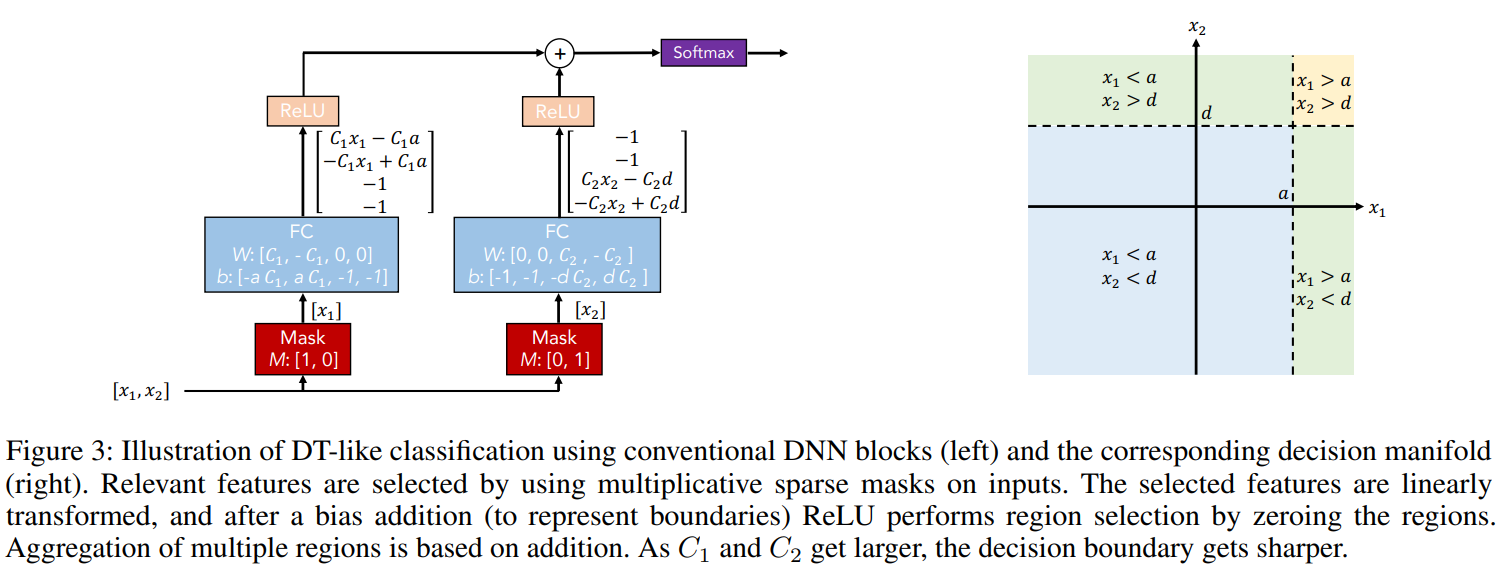 Softmax
+
ReLU
ReLU
C₁x₁ − C₁a
−C₁x₁ + C₁a
−1
−1
−1
−1
C₂x₂ − C₂d
−C₂x₂ + C₂d
FC
W: [C₁, - C₁, 0, 0]
b: [-a C₁, a C₁, -1, -1]
FC
W: [0, 0, C₂ , - C₂ ]
b: [-1, -1, -d C₂, d C₂ ]
[x₁]
[x₂]
Mask
M: [1, 0]
Mask
M: [0, 1]
[x₁, x₂]
x₂
x₁ < a
x₂ > d
x₁ > a
x₂ > d
d
a
x₁
x₁ < a
x₂ < d
x₁ > a
x₂ < d
Figure 3: Illustration of DT-like classification using conventional DNN blocks (left) and the corresponding decision manifold
(right). Relevant features are selected by using multiplicative sparse masks on inputs. The selected features are linearly
transformed, and after a bias addition (to represent boundaries) ReLU performs region selection by zeroing the regions.
Aggregation of multiple regions is based on addition. As C₁ and C₂ get larger, the decision boundary gets sharper.